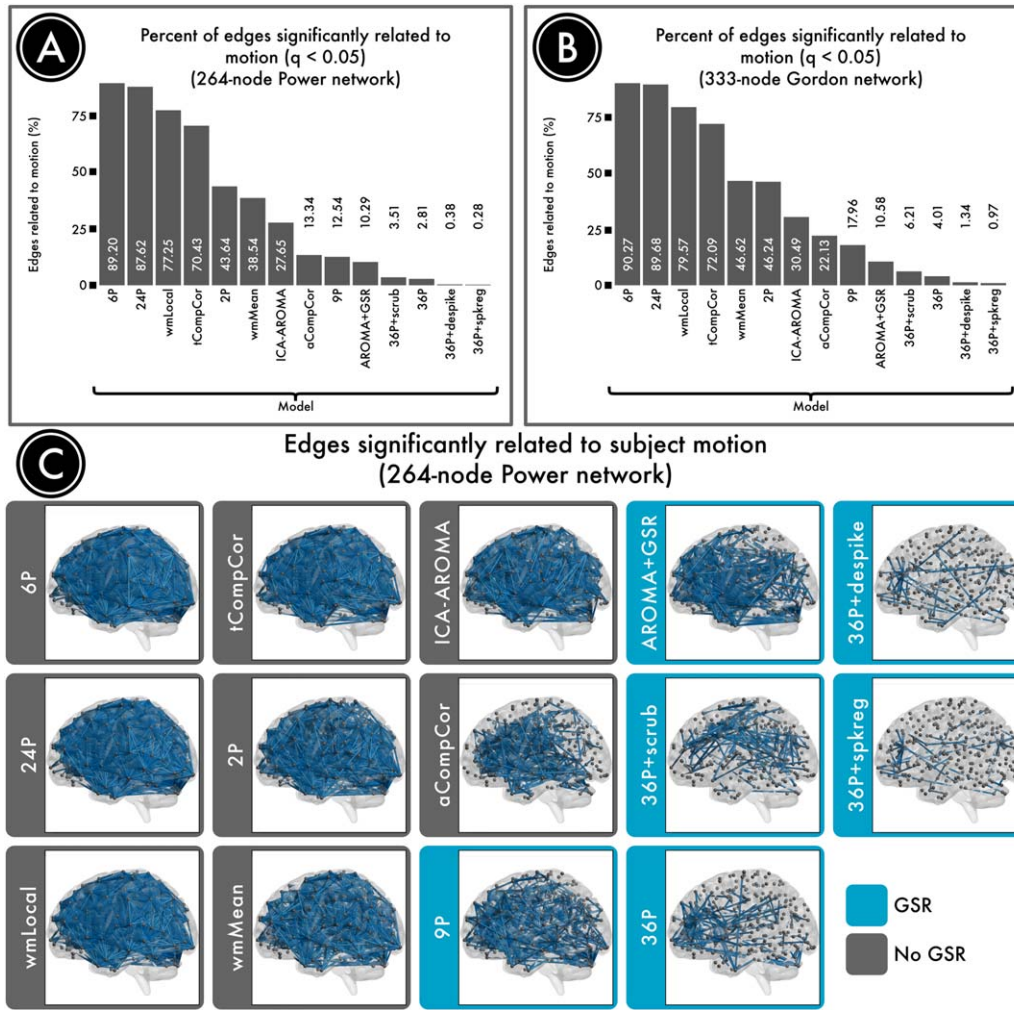 A
Percent of edges significantly related to
motion (q < 0.05)
(264-node Power network)
Edges related to motion (%)
75
50
25
0
89.20
87.62
77.25
70.43
43.64
38.54
27.65
13.34
12.54
10.29
3.51
2.81
0.38
0.28
6P
24P
wmLocal
tCompCor
2P
wmMean
ICA-AROMA
aCompCor
9P
AROMA+GSR
36P+scrub
36P
36P+despike
36P+spkreg
Model
B
Percent of edges significantly related to
motion (q < 0.05)
(333-node Gordon network)
Edges related to motion (%)
75
50
25
0
90.27
89.68
79.57
72.09
46.62
46.24
30.49
22.13
17.96
10.58
6.21
4.01
1.34
0.97
6P
24P
wmLocal
tCompCor
wmMean
2P
ICA-AROMA
aCompCor
9P
AROMA+GSR
36P+scrub
36P
36P+despike
36P+spkreg
Model
C
Edges significantly related to subject motion
(264-node Power network)
6P
tCompCor
ICA-AROMA
AROMA+GSR
36P+despike
24P
2P
aCompCor
36P+scrub
36P+spkreg
wmLocal
wmMean
9P
36P
GSR
No GSR